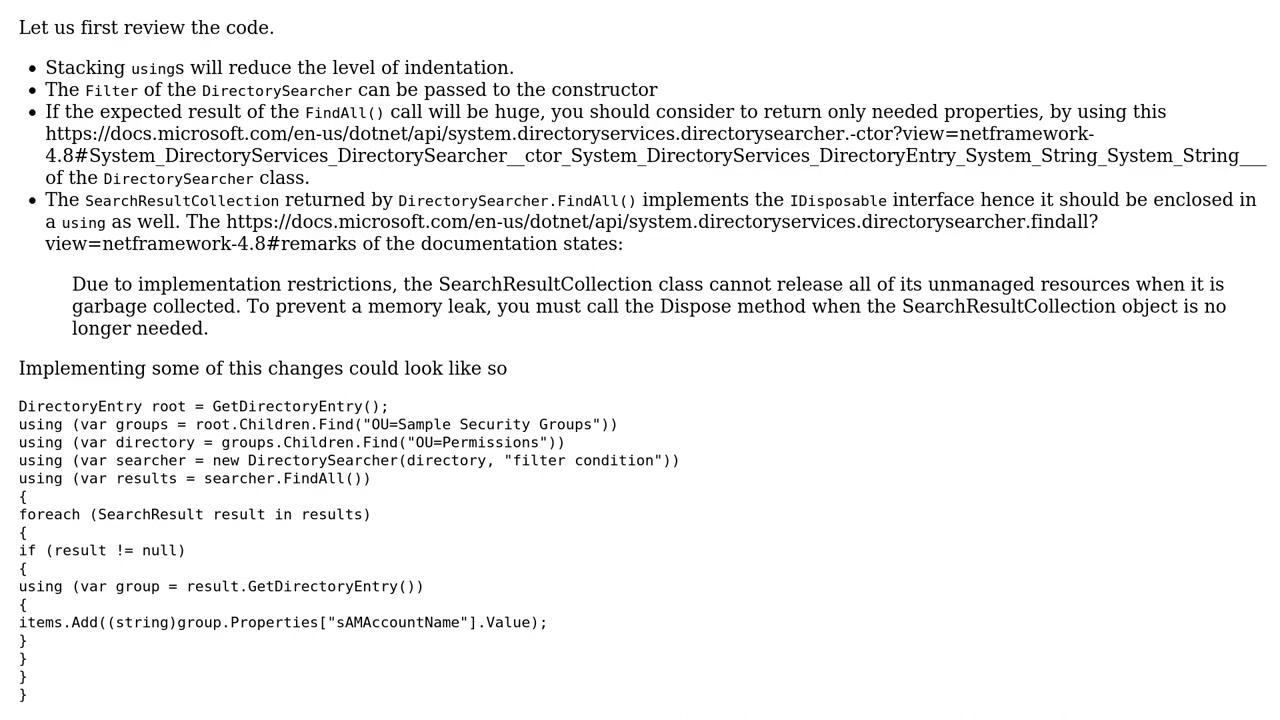 Let us first review the code.
• Stacking usings will reduce the level of indentation.
• The Filter of the DirectorySearcher can be passed to the constructor
• If the expected result of the FindAll() call will be huge, you should consider to return only needed properties, by using this
https://docs.microsoft.com/en-us/dotnet/api/system.directoryservices.directorysearcher.-ctor?view=netframework-
4.8#System_DirectoryServices_DirectorySearcher__ctor_System_DirectoryServices_DirectoryEntry_System_String_System_String___
of the DirectorySearcher class.
• The SearchResultCollection returned by DirectorySearcher.FindAll() implements the IDisposable interface hence it should be enclosed in
a using as well. The https://docs.microsoft.com/en-us/dotnet/api/system.directoryservices.directorysearcher.findall?
view=netframework-4.8#remarks of the documentation states:
Due to implementation restrictions, the SearchResultCollection class cannot release all of its unmanaged resources when it is
garbage collected. To prevent a memory leak, you must call the Dispose method when the SearchResultCollection object is no
longer needed.
Implementing some of this changes could look like so
DirectoryEntry root = GetDirectoryEntry();
using (var groups = root.Children.Find("OU=Sample Security Groups"))
using (var directory = groups.Children.Find("OU=Permissions"))
using (var searcher = new DirectorySearcher(directory, "filter condition"))
using (var results = searcher.FindAll())
{
foreach (SearchResult result in results)
{
if (result != null)
{
using (var group = result.GetDirectoryEntry())
{
items.Add((string)group.Properties["sAMAccountName"].Value);
}
}
}
}